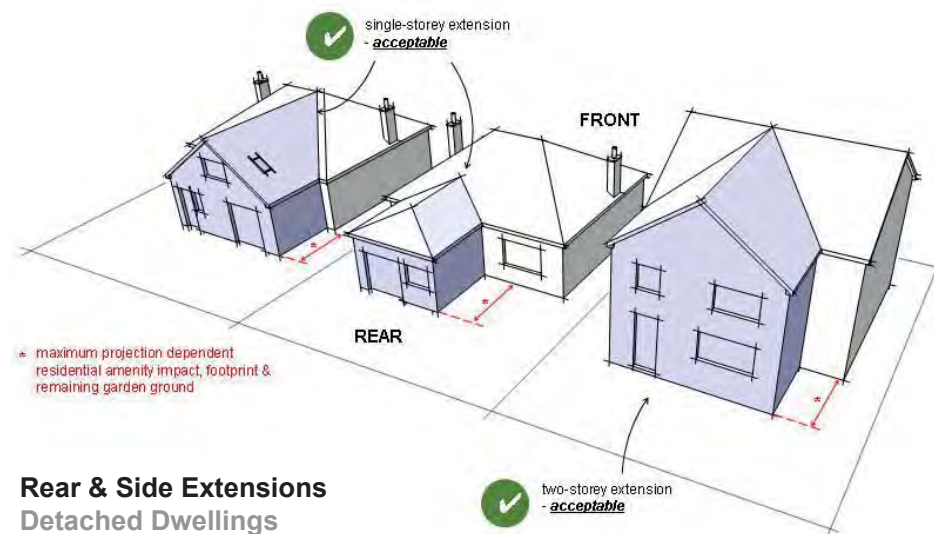 single-storey extension
- acceptable
FRONT
REAR
* maximum projection dependent
residential amenity impact, footprint &
remaining garden ground
*
*
*
two-storey extension
- acceptable
Rear & Side Extensions
Detached Dwellings